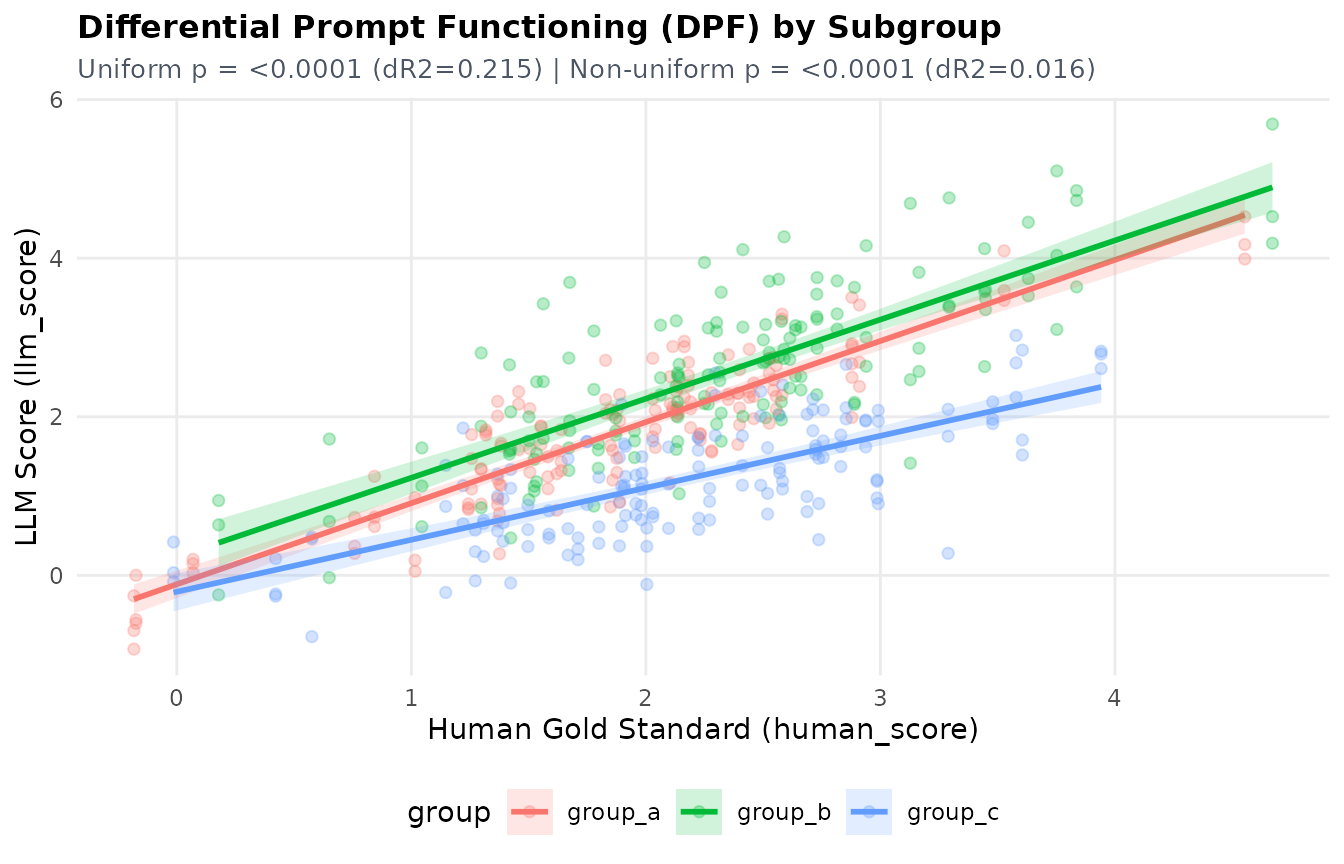 Differential Prompt Functioning (DPF) by Subgroup
Uniform p = <0.0001 (dR2=0.215) | Non-uniform p = <0.0001 (dR2=0.016)
6
4
2
0
LLM Score (llm_score)
0 1 2 3 4
Human Gold Standard (human_score)
group group_a group_b group_c